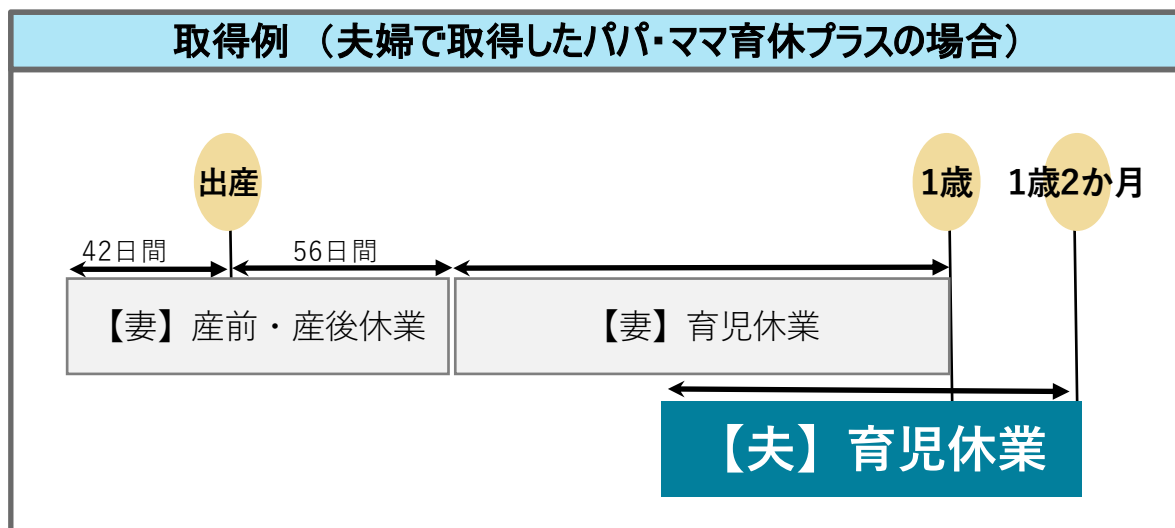 取得例 （夫婦で取得したパパ・ママ育休プラスの場合）
出産
1歳
1歳2か月
42日間
56日間
【妻】産前・産後休業
【妻】育児休業
【夫】育児休業